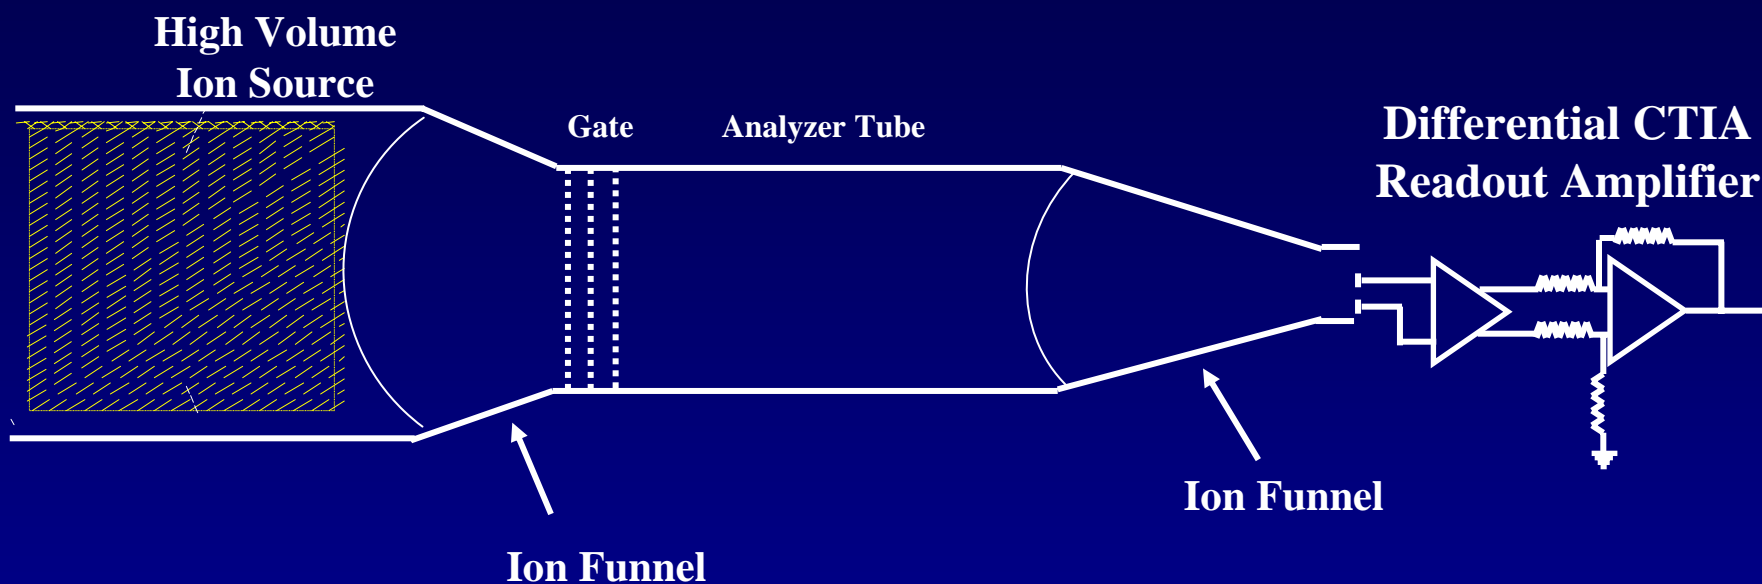 High Volume
Ion Source
Gate
Analyzer Tube
Differential CTIA
Readout Amplifier
Ion Funnel
Ion Funnel